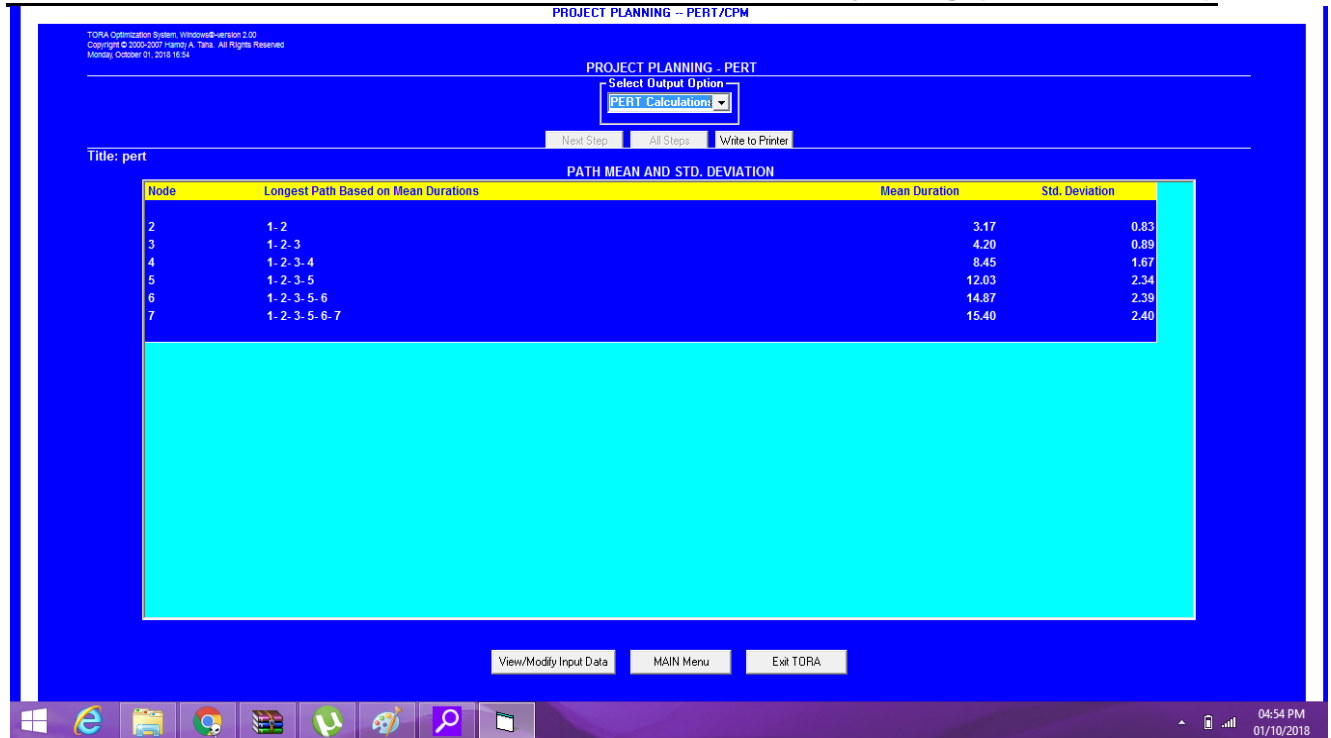 PROJECT PLANNING -- PERT/CPM
TORA Optimization System, Windows®-version 2.00
Copyright © 2000-2007 Hamdy A. Taha. All Rights Reserved
Monday, October 01, 2018 16:54
PROJECT PLANNING - PERT
Select Output Option
PERT Calculations
Next Step All Steps Write to Printer
Title: pert
PATH MEAN AND STD. DEVIATION
Node Longest Path Based on Mean Durations Mean Duration Std. Deviation
2 1- 2 3.17 0.83
3 1- 2- 3 4.20 0.89
4 1- 2- 3- 4 8.45 1.67
5 1- 2- 3- 5 12.03 2.34
6 1- 2- 3- 5- 6 14.87 2.39
7 1- 2- 3- 5- 6- 7 15.40 2.40
View/Modify Input Data MAIN Menu Exit TORA
04:54 PM
01/10/2018